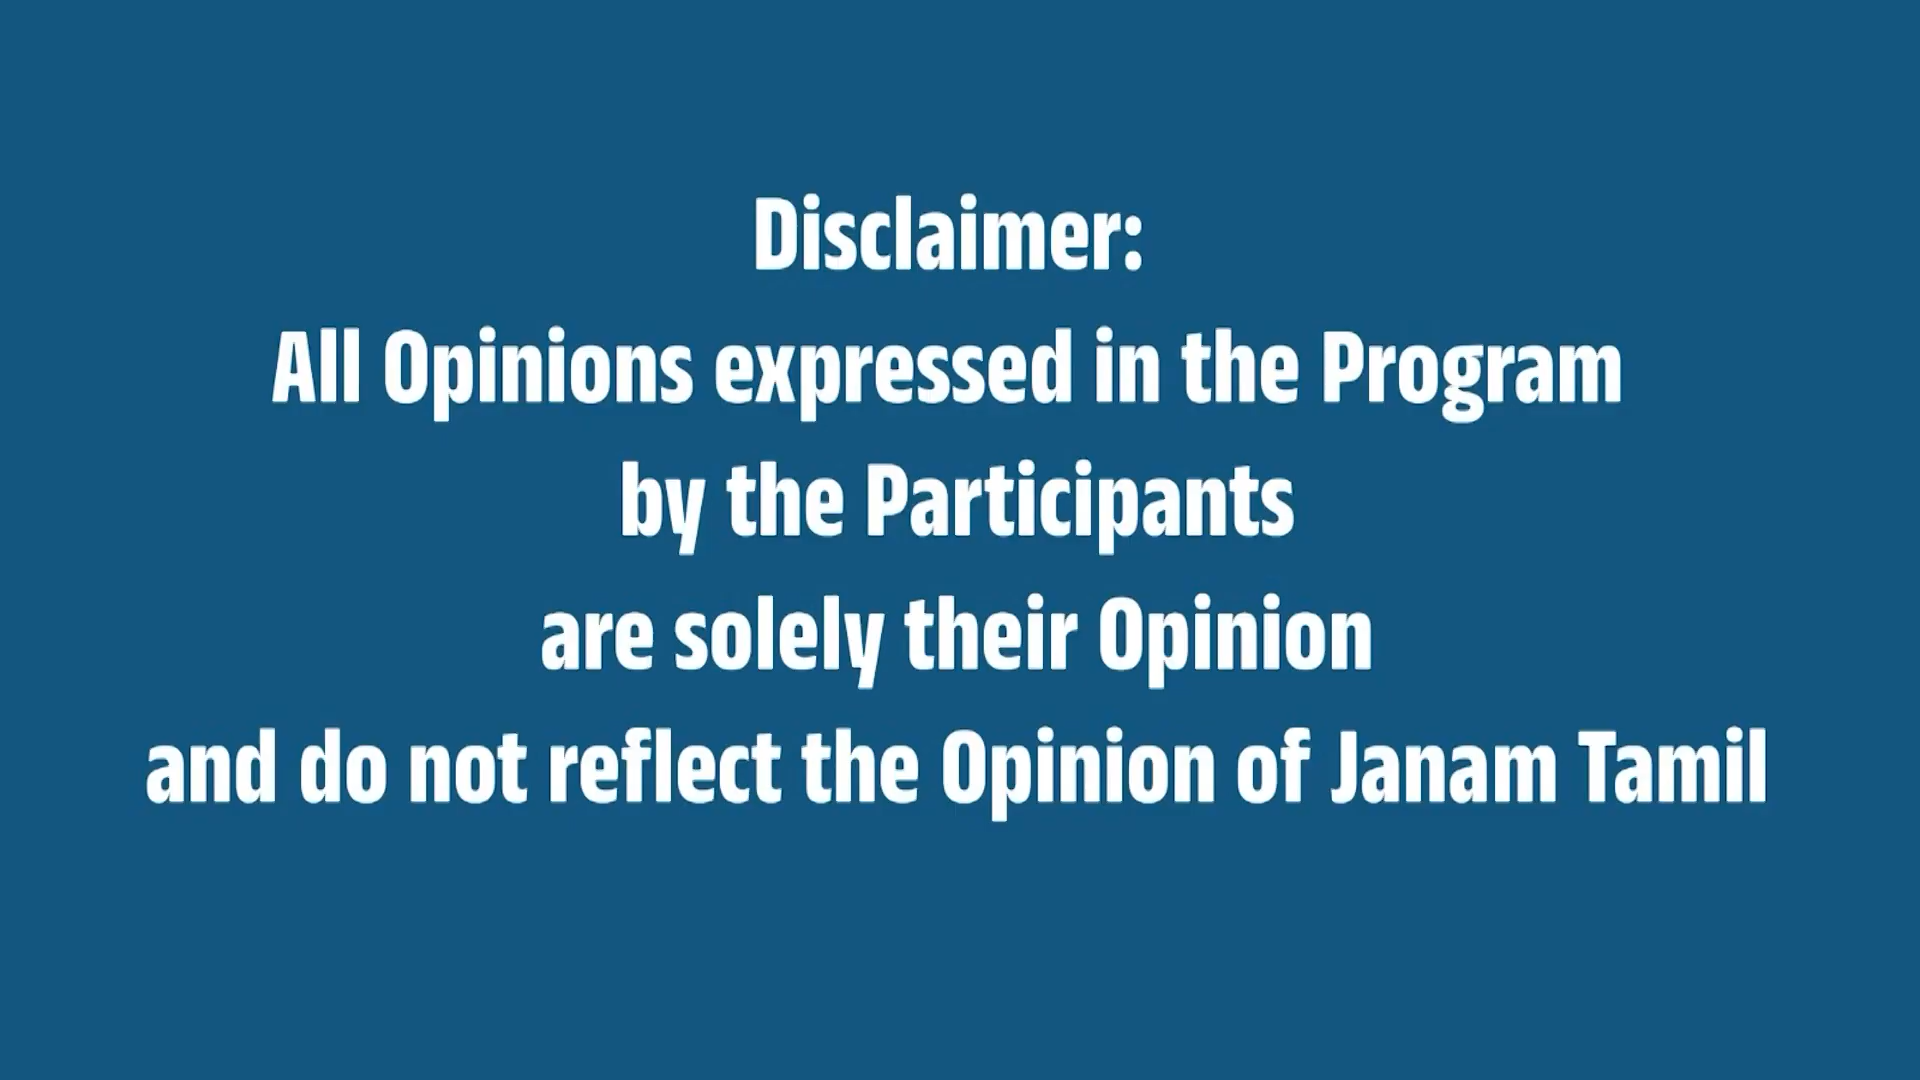 Disclaimer:
All Opinions expressed in the Program
by the Participants
are solely their Opinion
and do not reflect the Opinion of Janam Tamil